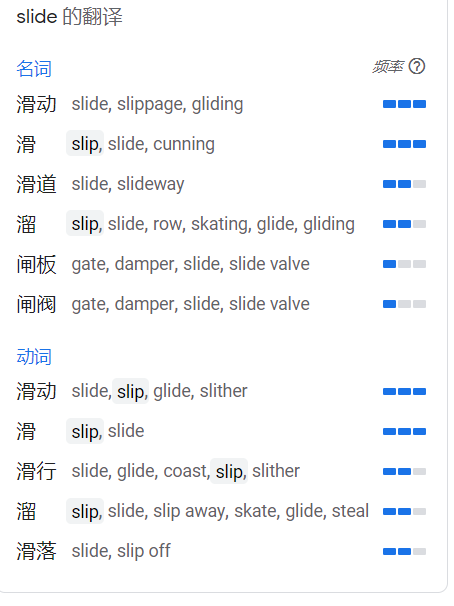 slide 的翻译
名词 频率 ?
滑动 slide, slippage, gliding
滑 slip, slide, cunning
滑道 slide, slideway
溜 slip, slide, row, skating, glide, gliding
闸板 gate, damper, slide, slide valve
闸阀 gate, damper, slide, slide valve
动词
滑动 slide, slip, glide, slither
滑 slip, slide
滑行 slide, glide, coast, slip, slither
溜 slip, slide, slip away, skate, glide, steal
滑落 slide, slip off